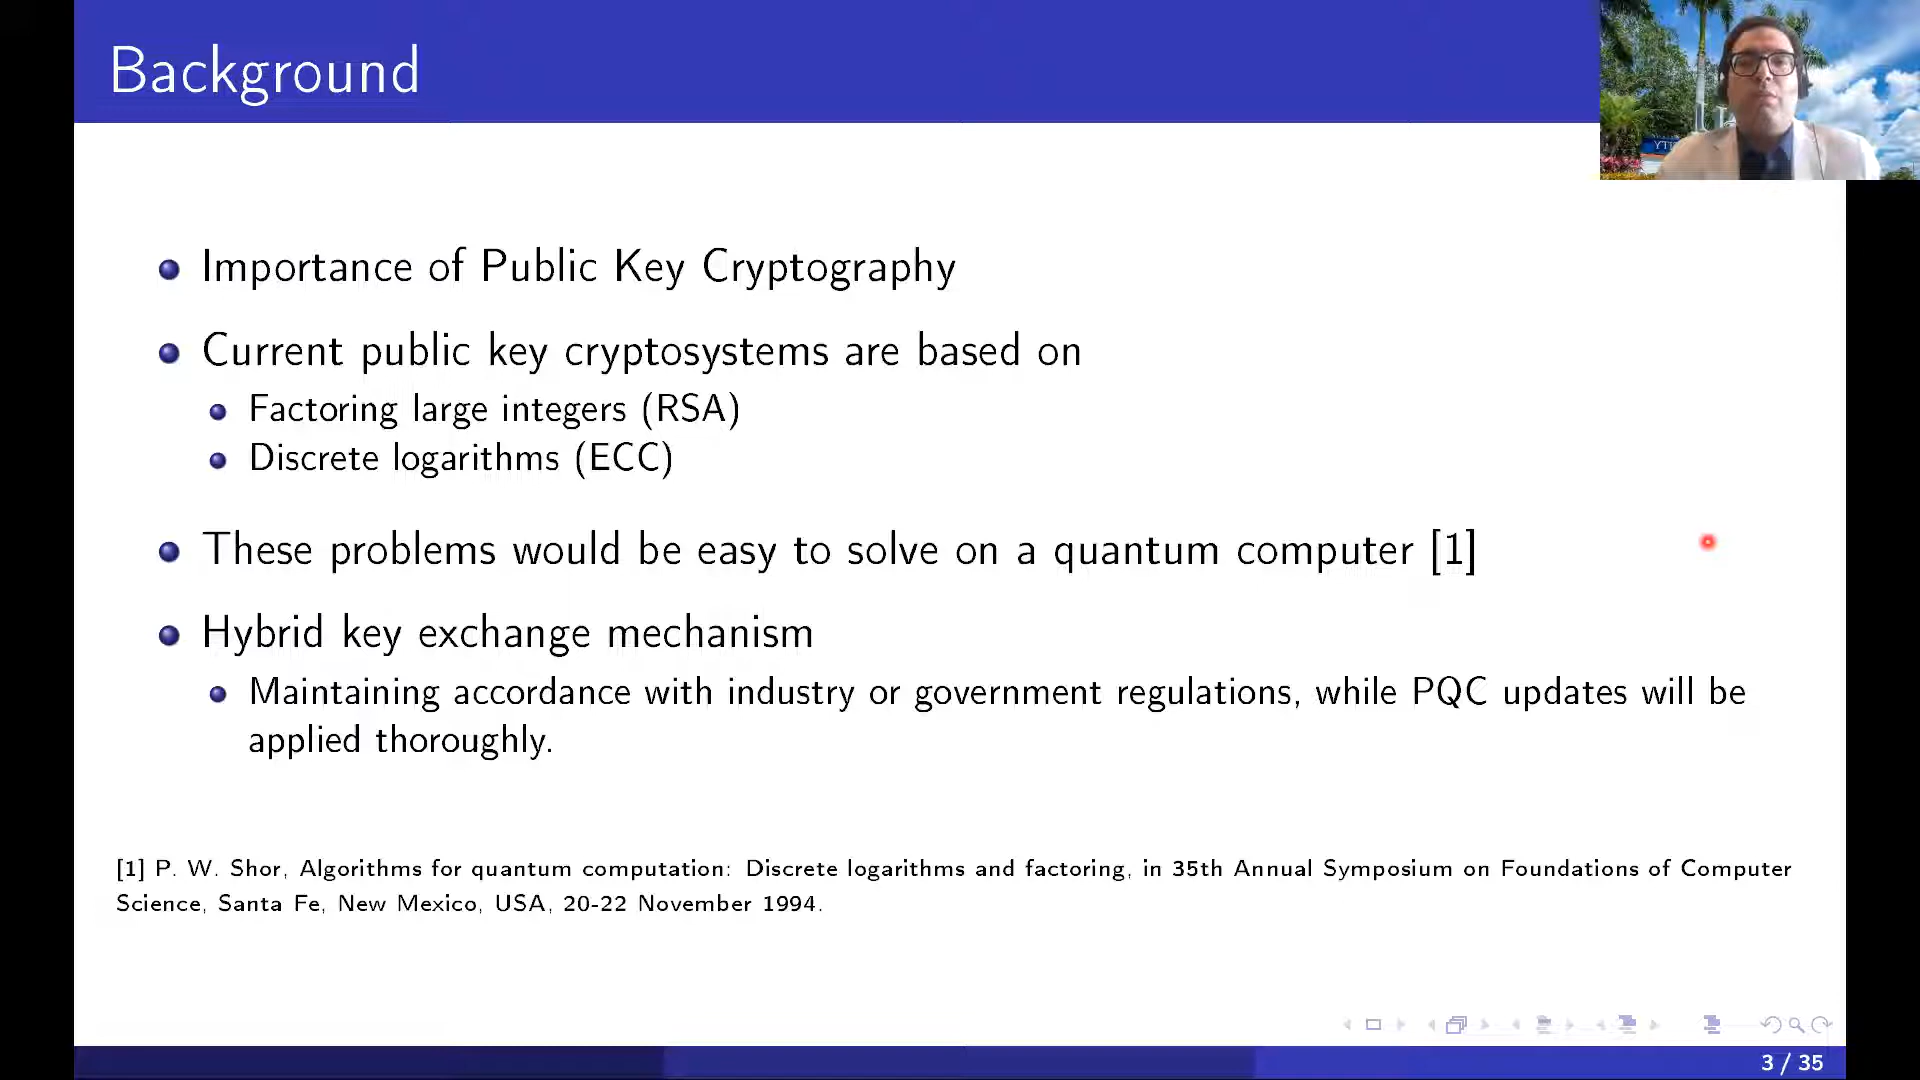 Background
Importance of Public Key Cryptography
Current public key cryptosystems are based on
Factoring large integers (RSA)
Discrete logarithms (ECC)
These problems would be easy to solve on a quantum computer [1]
Hybrid key exchange mechanism
Maintaining accordance with industry or government regulations, while PQC updates will be
applied thoroughly.
[1] P. W. Shor, Algorithms for quantum computation: Discrete logarithms and factoring, in 35th Annual Symposium on Foundations of Computer
Science, Santa Fe, New Mexico, USA, 20-22 November 1994.
3 / 35